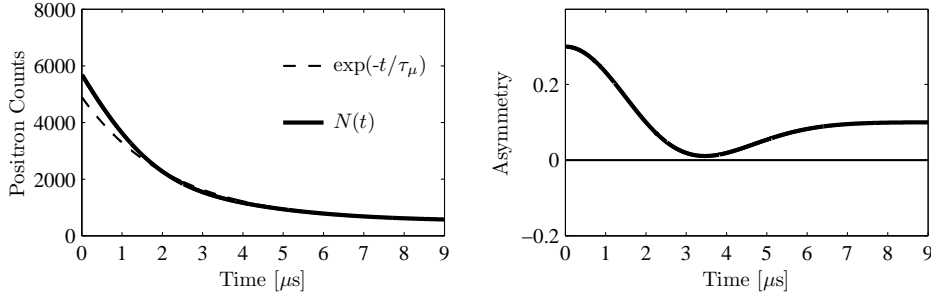 8000
6000
4000
2000
0
Positron Counts
exp(-t/τμ)
N(t)
0 1 2 3 4 5 6 7 8 9
Time [μs]
0.2
0
−0.2
Asymmetry
0 1 2 3 4 5 6 7 8 9
Time [μs]